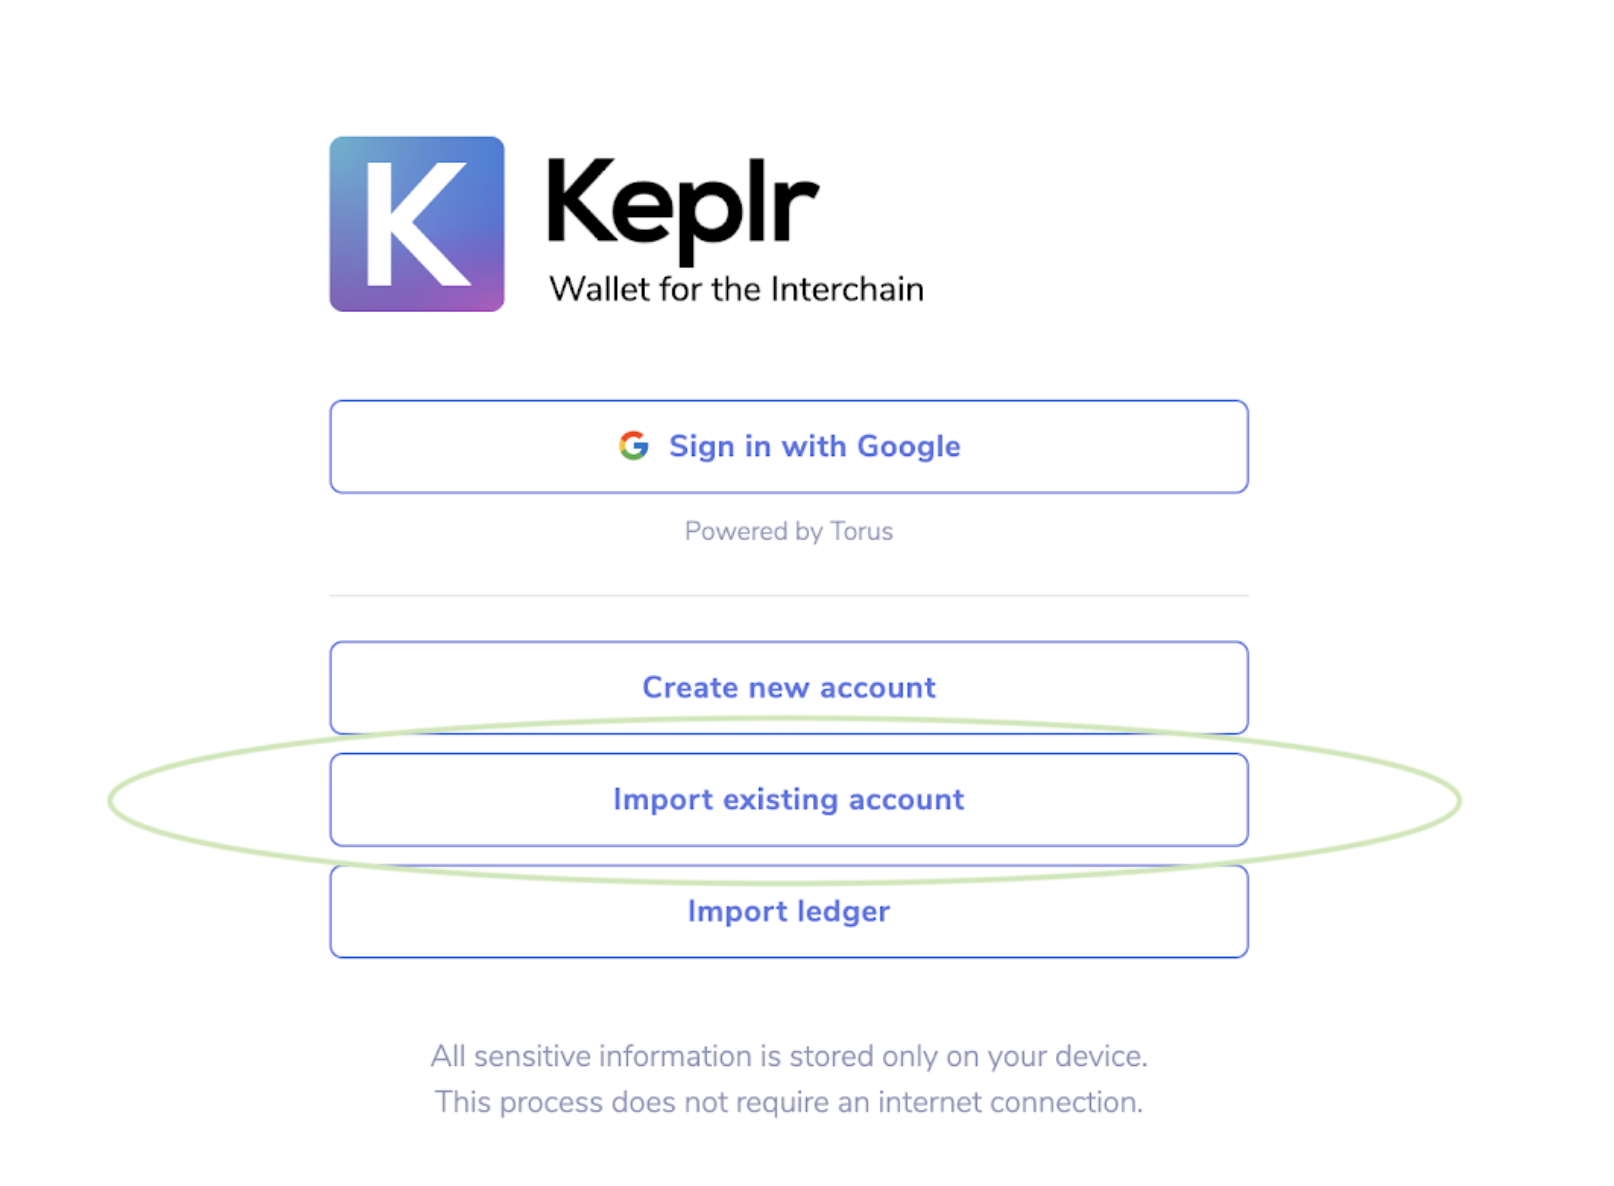 K
Keplr
Wallet for the Interchain
Sign in with Google
Powered by Torus
Create new account
Import existing account
Import ledger
All sensitive information is stored only on your device.
This process does not require an internet connection.